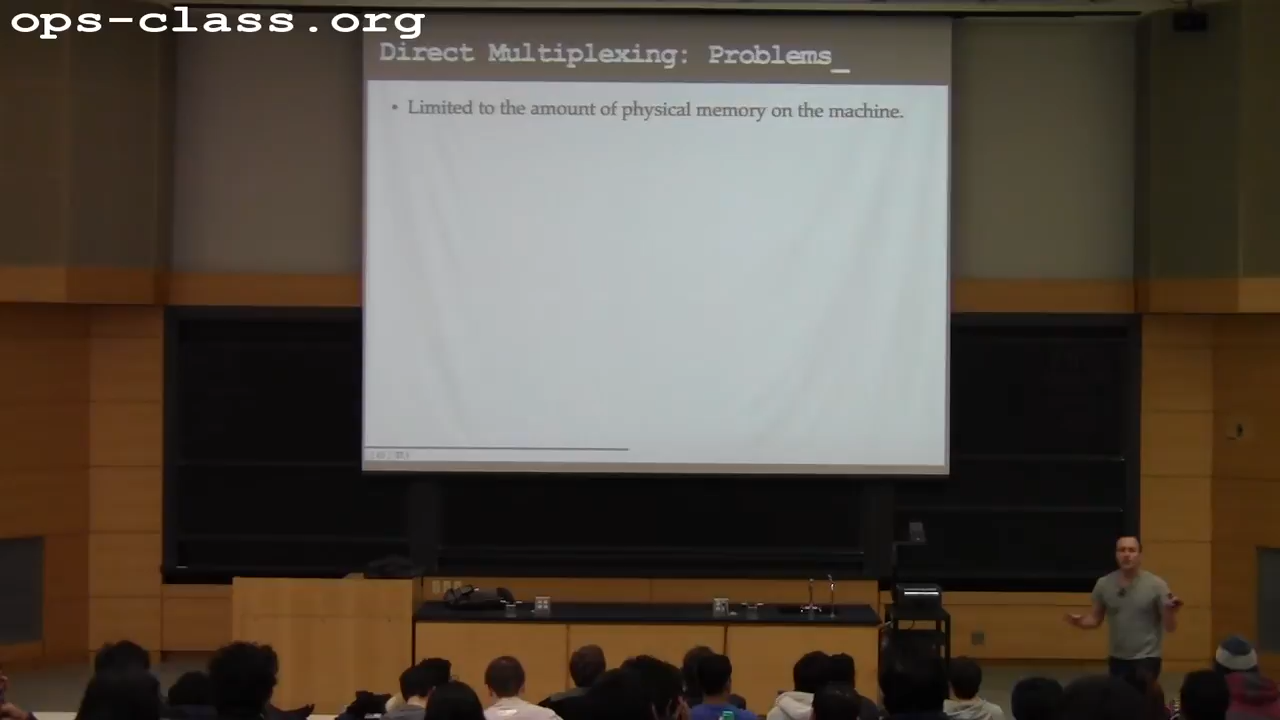 ops-class.org
Direct Multiplexing: Problems_
• Limited to the amount of physical memory on the machine.